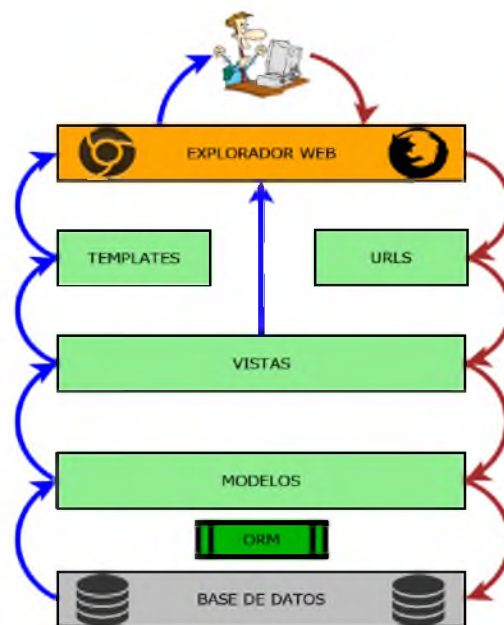 EXPLORADOR WEB
TEMPLATES
URLS
VISTAS
MODELOS
ORM
BASE DE DATOS